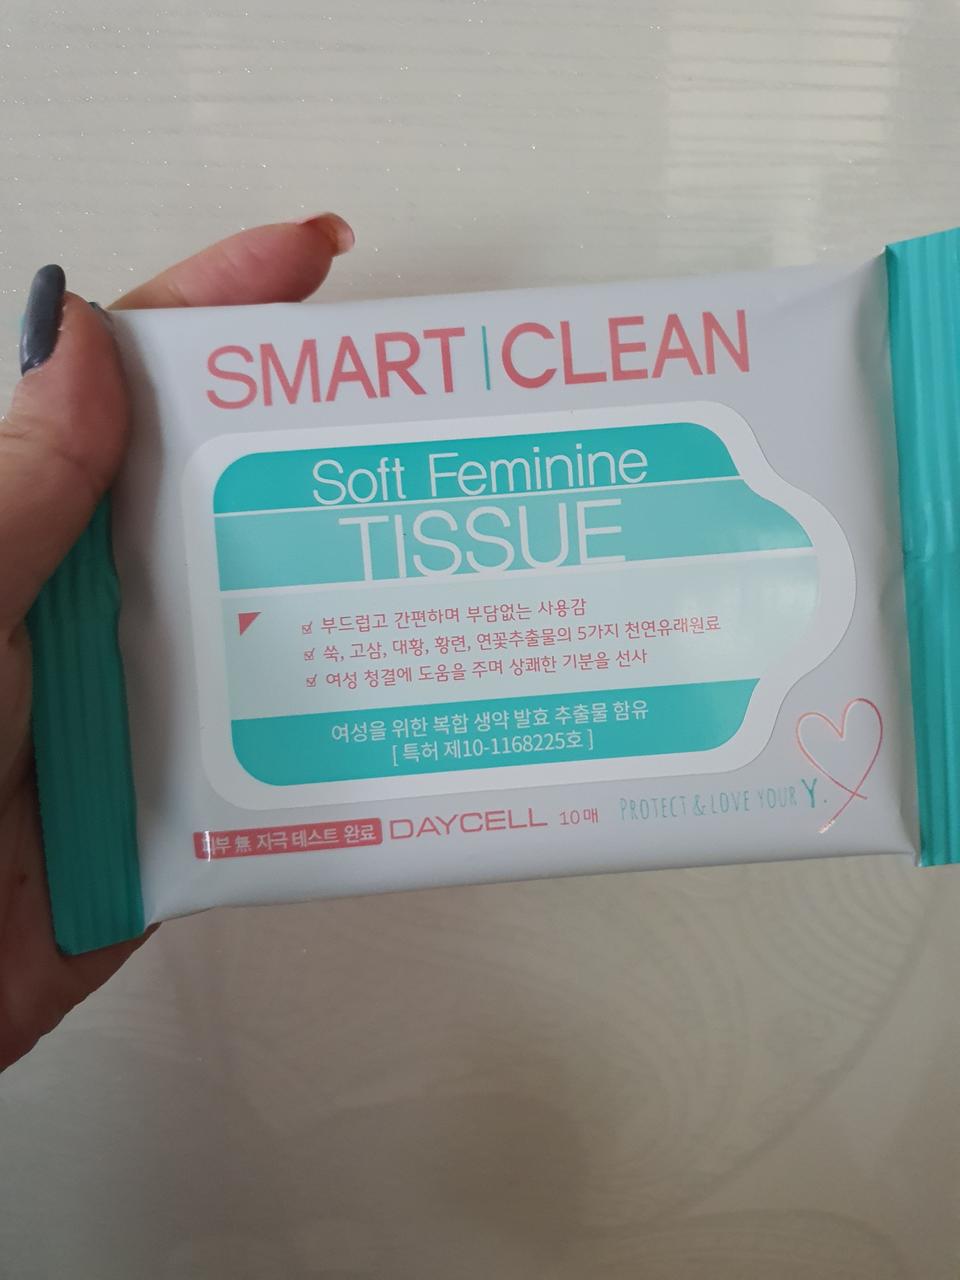 SMART | CLEAN
Soft Feminine
TISSUE
부드럽고 간편하며 부담없는 사용감
쑥, 고삼, 대황, 황련, 연꽃추출물의 5가지 천연유래원료
여성 청결에 도움을 주며 상쾌한 기분을 선사
여성을 위한 복합 생약 발효 추출물 함유
[ 특허 제10-1168225호 ]
피부 無 자극 테스트 완료 DAYCELL 10매 PROTECT & LOVE YOUR Y.